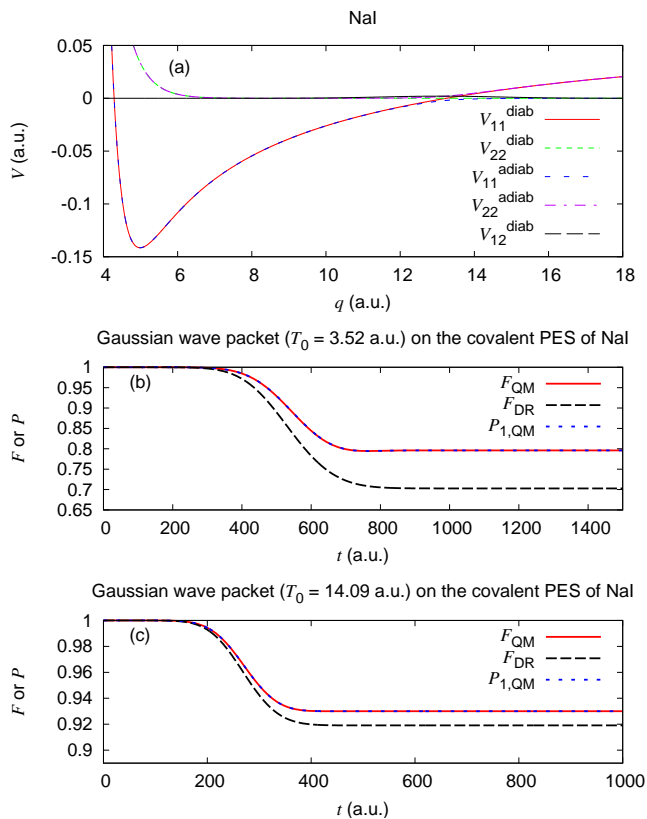 NaI
0.05
0
-0.05
-0.1
-0.15
V (a.u.)
(a)
V11diab
V22diab
V11adiab
V22adiab
V12diab
4 6 8 10 12 14 16 18
q (a.u.)
Gaussian wave packet (T0 = 3.52 a.u.) on the covalent PES of NaI
1
0.95
0.9
0.85
0.8
0.75
0.7
0.65
F or P
(b)
FQM
FDR
P1,QM
0 200 400 600 800 1000 1200 1400
t (a.u.)
Gaussian wave packet (T0 = 14.09 a.u.) on the covalent PES of NaI
1
0.98
0.96
0.94
0.92
0.9
F or P
(c)
FQM
FDR
P1,QM
0 200 400 600 800 1000
t (a.u.)